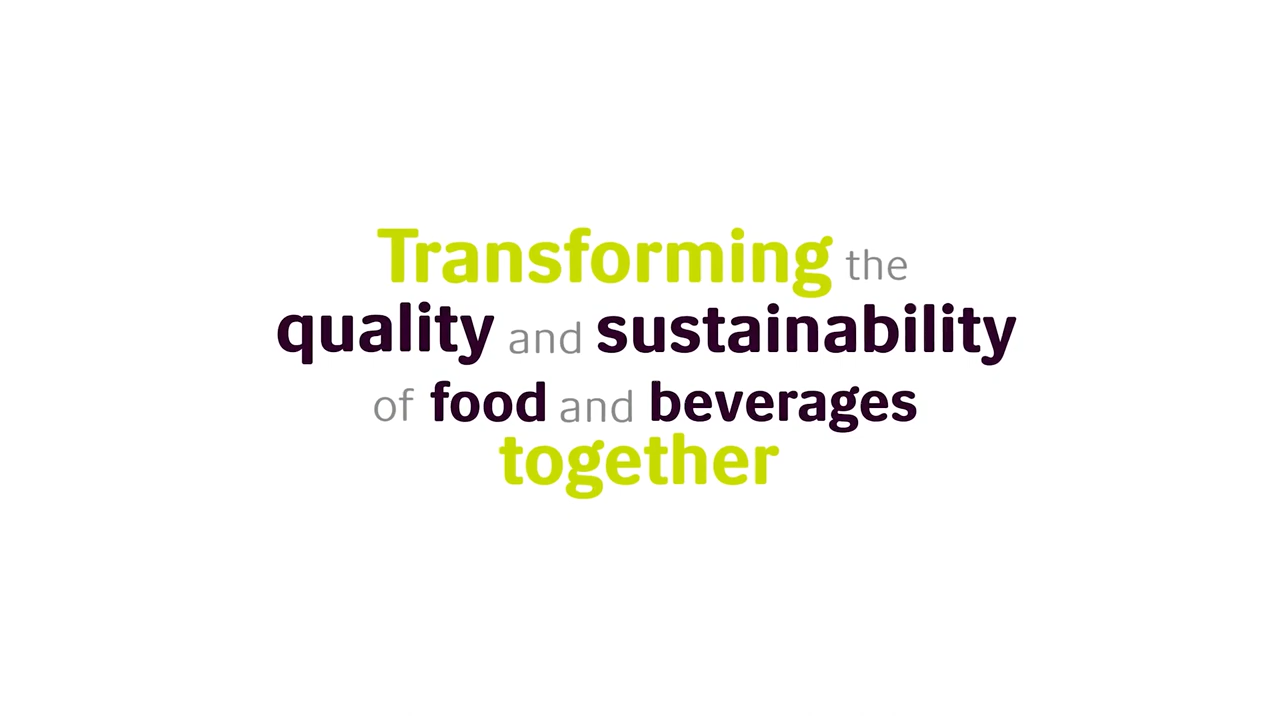 Transforming the
quality and sustainability
of food and beverages
together